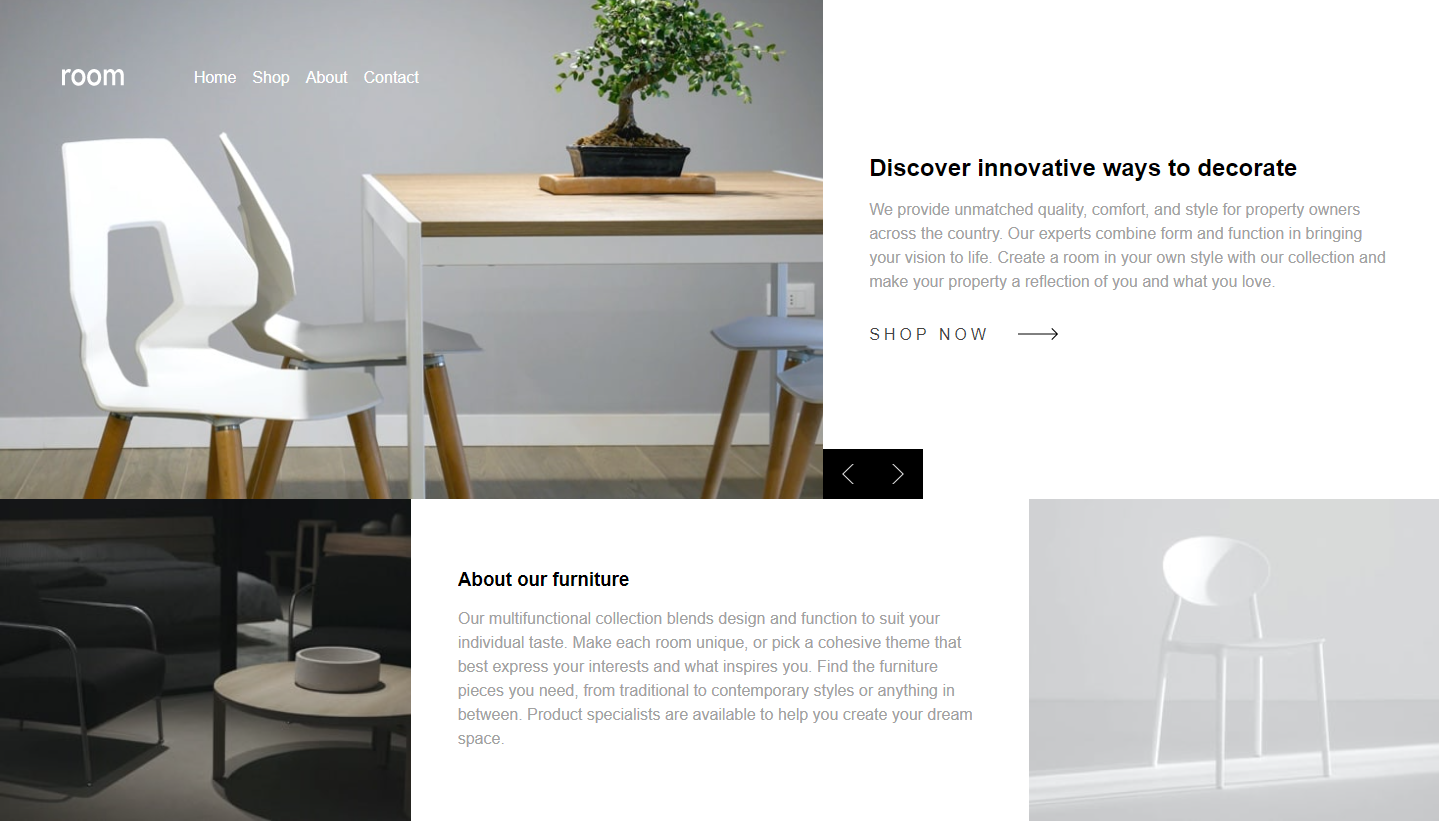 room
Home Shop About Contact
Discover innovative ways to decorate
We provide unmatched quality, comfort, and style for property owners
across the country. Our experts combine form and function in bringing
your vision to life. Create a room in your own style with our collection and
make your property a reflection of you and what you love.
SHOP NOW
About our furniture
Our multifunctional collection blends design and function to suit your
individual taste. Make each room unique, or pick a cohesive theme that
best express your interests and what inspires you. Find the furniture
pieces you need, from traditional to contemporary styles or anything in
between. Product specialists are available to help you create your dream
space.